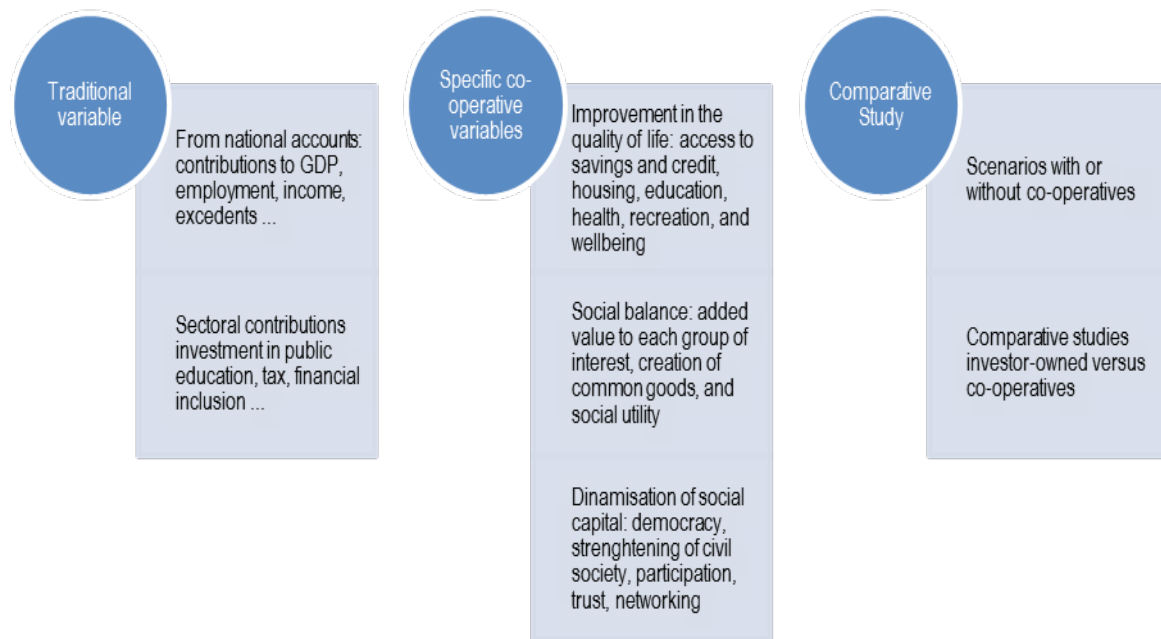 Traditional
variable
From national accounts:
contributions to GDP,
employment, income,
excedents ...
Sectoral contributions
investment in public
education, tax, financial
inclusion ...
Specific co-
operative
variables
Improvement in the
quality of life: access to
savings and credit,
housing, education,
health, recreation, and
wellbeing
Social balance: added
value to each group of
interest, creation of
common goods, and
social utility
Dinamisation of social
capital: democracy,
strenghtening of civil
society, participation,
trust, networking
Comparative
Study
Scenarios with or
without co-operatives
Comparative studies
investor-owned versus
co-operatives